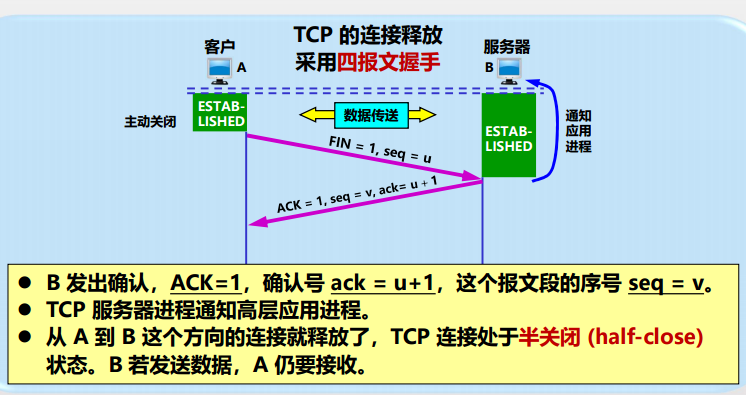 TCP 的连接释放
采用四报文握手
客户
A
服务器
B
主动关闭
ESTAB-
LISHED
数据传送
ESTAB-
LISHED
通知
应用
进程
FIN = 1, seq = u
ACK = 1, seq = v, ack= u + 1
● B 发出确认，ACK=1，确认号 ack = u+1，这个报文段的序号 seq = v。
● TCP 服务器进程通知高层应用进程。
● 从 A 到 B 这个方向的连接就释放了，TCP 连接处于半关闭 (half-close)
状态。B 若发送数据，A 仍要接收。